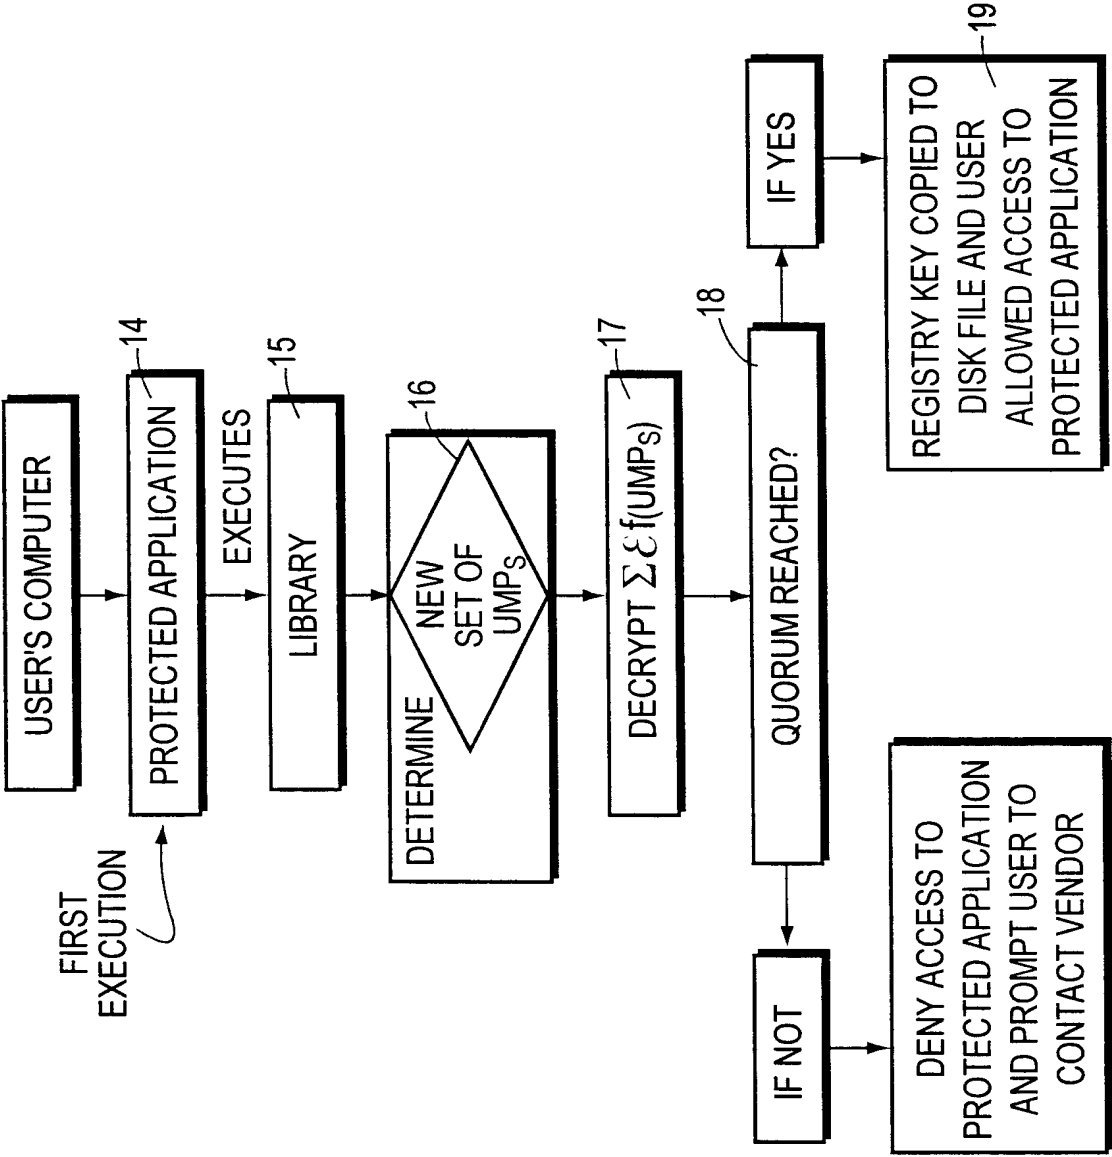 USER'S COMPUTER
FIRST
EXECUTION
14
PROTECTED APPLICATION
EXECUTES
15
LIBRARY
DETERMINE
16
NEW
SET OF
UMPS
17
DECRYPT Σ ℰ f(UMPS)
18
QUORUM REACHED?
IF NOT
IF YES
DENY ACCESS TO
PROTECTED APPLICATION
AND PROMPT USER TO
CONTACT VENDOR
19
REGISTRY KEY COPIED TO
DISK FILE AND USER
ALLOWED ACCESS TO
PROTECTED APPLICATION